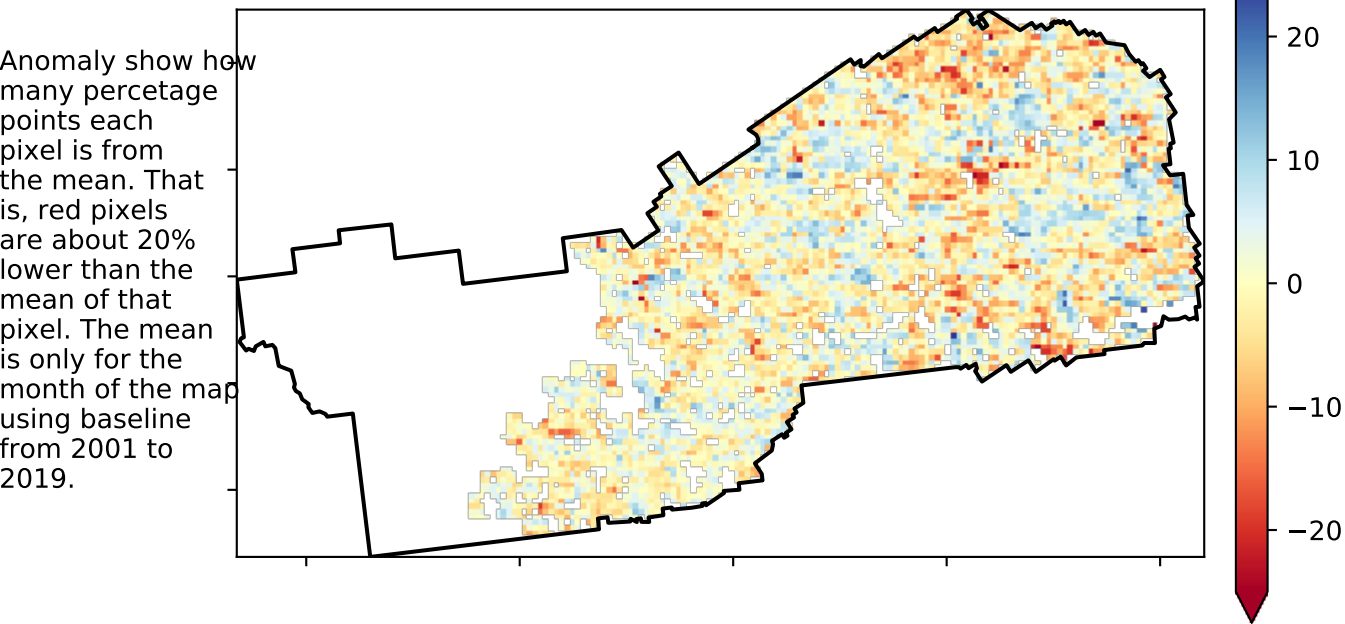 Anomaly show how
many percetage
points each
pixel is from
the mean. That
is, red pixels
are about 20%
lower than the
mean of that
pixel. The mean
is only for the
month of the map
using baseline
from 2001 to
2019.
20
10
0
−10
−20